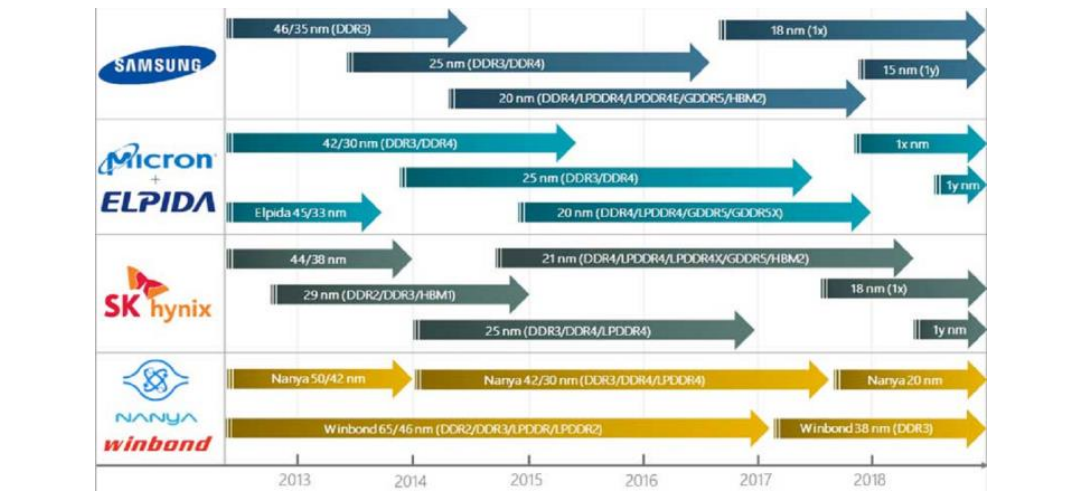 46/35 nm (DDR3)
18 nm (1x)
SAMSUNG
25 nm (DDR3/DDR4)
15 nm (1y)
20 nm (DDR4/LPDDR4/LPDDR4E/GDDR5/HBM2)
Micron
+
ELPIDA
42/30 nm (DDR3/DDR4)
1x nm
25 nm (DDR3/DDR4)
1y nm
Elpida 45/33 nm
20 nm (DDR4/LPDDR4/GDDR5/GDDR5X)
SK hynix
44/38 nm
21 nm (DDR4/LPDDR4/LPDDR4X/GDDR5/HBM2)
29 nm (DDR2/DDR3/HBM1)
18 nm (1x)
25 nm (DDR3/DDR4/LPDDR4)
1y nm
NANYA
winbond
Nanya 50/42 nm
Nanya 42/30 nm (DDR3/DDR4/LPDDR4)
Nanya 20 nm
Winbond 65/46 nm (DDR2/DDR3/LPDDR/LPDDR2)
Winbond 38 nm (DDR3)
2013
2014
2015
2016
2017
2018